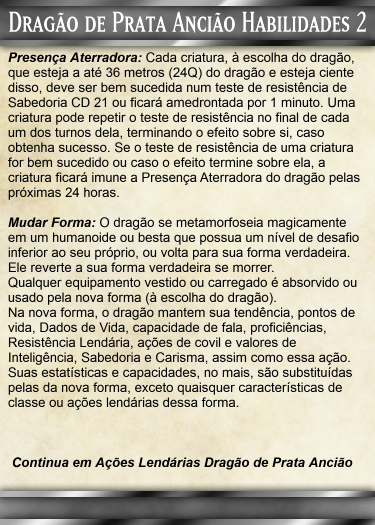 Dragão de Prata Ancião Habilidades 2
Presença Aterradora: Cada criatura, à escolha do dragão,
que esteja a até 36 metros (24Q) do dragão e esteja ciente
disso, deve ser bem sucedida num teste de resistência de
Sabedoria CD 21 ou ficará amedrontada por 1 minuto. Uma
criatura pode repetir o teste de resistência no final de cada
um dos turnos dela, terminando o efeito sobre si, caso
obtenha sucesso. Se o teste de resistência de uma criatura
for bem sucedido ou caso o efeito termine sobre ela, a
criatura ficará imune a Presença Aterradora do dragão pelas
próximas 24 horas.
Mudar Forma: O dragão se metamorfoseia magicamente
em um humanoide ou besta que possua um nível de desafio
inferior ao seu próprio, ou volta para sua forma verdadeira.
Ele reverte a sua forma verdadeira se morrer.
Qualquer equipamento vestido ou carregado é absorvido ou
usado pela nova forma (à escolha do dragão).
Na nova forma, o dragão mantem sua tendência, pontos de
vida, Dados de Vida, capacidade de fala, proficiências,
Resistência Lendária, ações de covil e valores de
Inteligência, Sabedoria e Carisma, assim como essa ação.
Suas estatísticas e capacidades, no mais, são substituídas
pelas da nova forma, exceto quaisquer características de
classe ou ações lendárias dessa forma.
Continua em Ações Lendárias Dragão de Prata Ancião